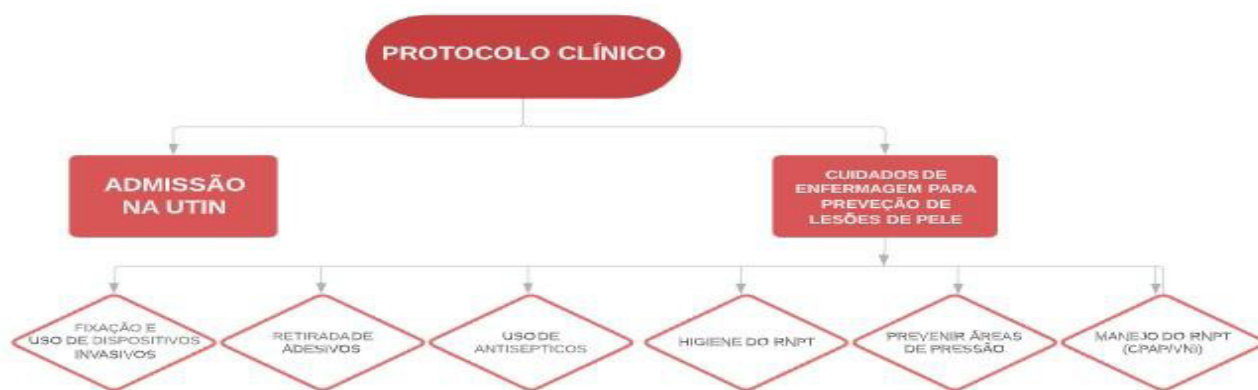 PROTOCOLO CLÍNICO
ADMISSÃO
NA UTIN
CUIDADOS DE
ENFERMAGEM PARA
PREVEÇÃO DE
LESÕES DE PELE
FIXAÇÃO E
USO DE DISPOSITIVOS
INVASIVOS
RETIRADA DE
ADESIVOS
USO DE
ANTISEPTICOS
HIGIENE DO RNPT
PREVENIR ÁREAS
DE PRESSÃO
MANEJO DO RNPT
(CPAP/VNI)